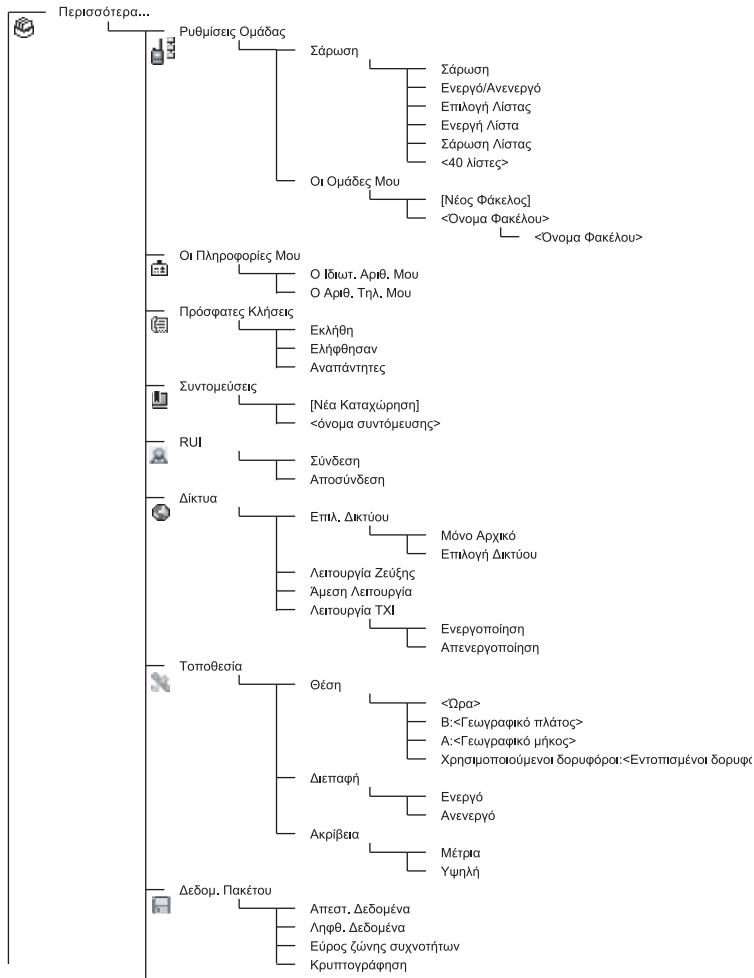 Περισσότερα...
Ρυθμίσεις Ομάδας
Σάρωση
Σάρωση
Ενεργό/Ανενεργό
Επιλογή Λίστας
Ενεργή Λίστα
Σάρωση Λίστας
<40 λίστες>
Οι Ομάδες Μου
[Νέος Φάκελος]
<Όνομα Φακέλου>
<Όνομα Φακέλου>
Οι Πληροφορίες Μου
Ο Ιδιωτ. Αριθ. Μου
Ο Αριθ. Τηλ. Μου
Πρόσφατες Κλήσεις
Εκλήθη
Ελήφθησαν
Αναπάντητες
Συντομεύσεις
[Νέα Καταχώρηση]
<όνομα συντόμευσης>
RUI
Σύνδεση
Αποσύνδεση
Δίκτυα
Επιλ. Δικτύου
Μόνο Αρχικό
Επιλογή Δικτύου
Λειτουργία Ζεύξης
Άμεση Λειτουργία
Λειτουργία TXI
Ενεργοποίηση
Απενεργοποίηση
Τοποθεσία
Θέση
<Ώρα>
Β:<Γεωγραφικό πλάτος>
Α:<Γεωγραφικό μήκος>
Χρησιμοποιούμενοι δορυφόροι:<Εντοπισμένοι
Διεπαφή
Ενεργό
Ανενεργό
Ακρίβεια
Μέτρια
Υψηλή
Δεδομ. Πακέτου
Απεστ. Δεδομένα
Ληφθ. Δεδομένα
Εύρος ζώνης συχνοτήτων
Κρυπτογράφηση